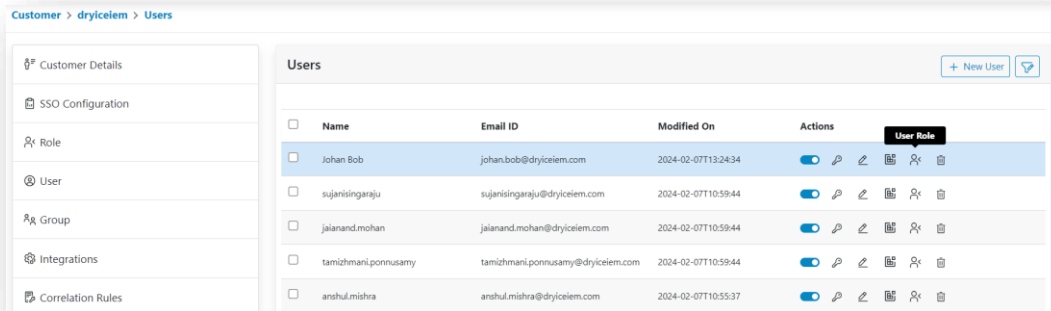 Customer > dryiceiem > Users
Customer Details
SSO Configuration
Role
User
Group
Integrations
Correlation Rules
Users
+ New User
Name Email ID Modified On Actions
User Role
Johan Bob johan.bob@dryiceiem.com 2024-02-07T13:24:34
sujanisingaraju sujanisingaraju@dryiceiem.com 2024-02-07T10:59:44
jaianand.mohan jaianand.mohan@dryiceiem.com 2024-02-07T10:59:44
tamizhmani.ponnusamy tamizhmani.ponnusamy@dryiceiem.com 2024-02-07T10:59:44
anshul.mishra anshul.mishra@dryiceiem.com 2024-02-07T10:55:37